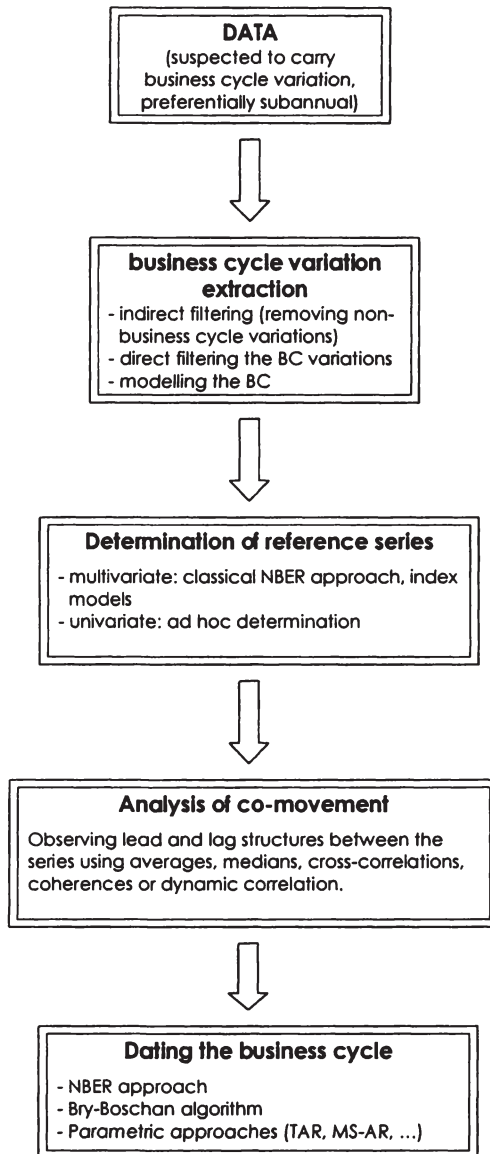 DATA
(suspected to carry
business cycle variation,
preferentially subannual)
business cycle variation
extraction
- indirect filtering (removing non-
business cycle variations)
- direct filtering the BC variations
- modelling the BC
Determination of reference series
- multivariate: classical NBER approach, index
models
- univariate: ad hoc determination
Analysis of co-movement
Observing lead and lag structures between the
series using averages, medians, cross-correlations,
coherences or dynamic correlation.
Dating the business cycle
- NBER approach
- Bry-Boschan algorithm
- Parametric approaches (TAR, MS-AR, ...)